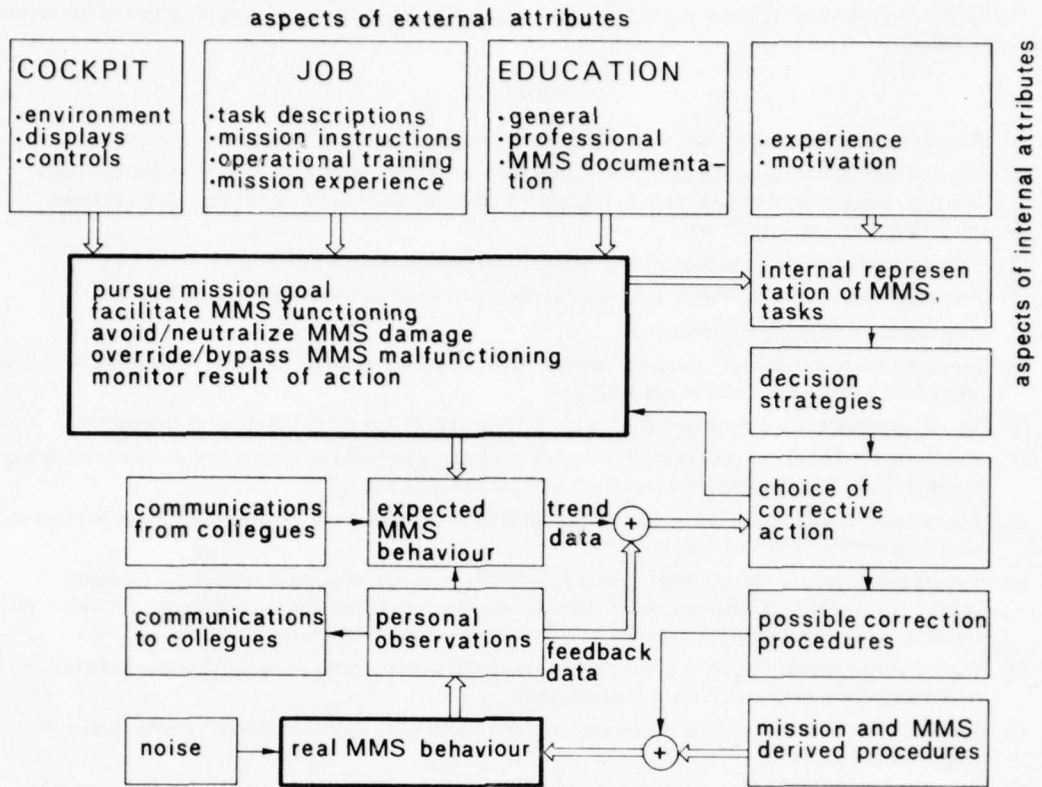 aspects of external attributes
COCKPIT
·environment
·displays
·controls
JOB
·task descriptions
·mission instructions
·operational training
·mission experience
EDUCATION
·general
·professional
·MMS documenta-
tion
·experience
·motivation
aspects of internal attributes
pursue mission goal
facilitate MMS functioning
avoid/neutralize MMS damage
override/bypass MMS malfunctioning
monitor result of action
internal represen
tation of MMS,
tasks
decision
strategies
communications
from collegues
expected
MMS
behaviour
trend
data
+
choice of
corrective
action
communications
to collegues
personal
observations
feedback
data
possible correction
procedures
noise
real MMS behaviour
+
mission and MMS
derived procedures